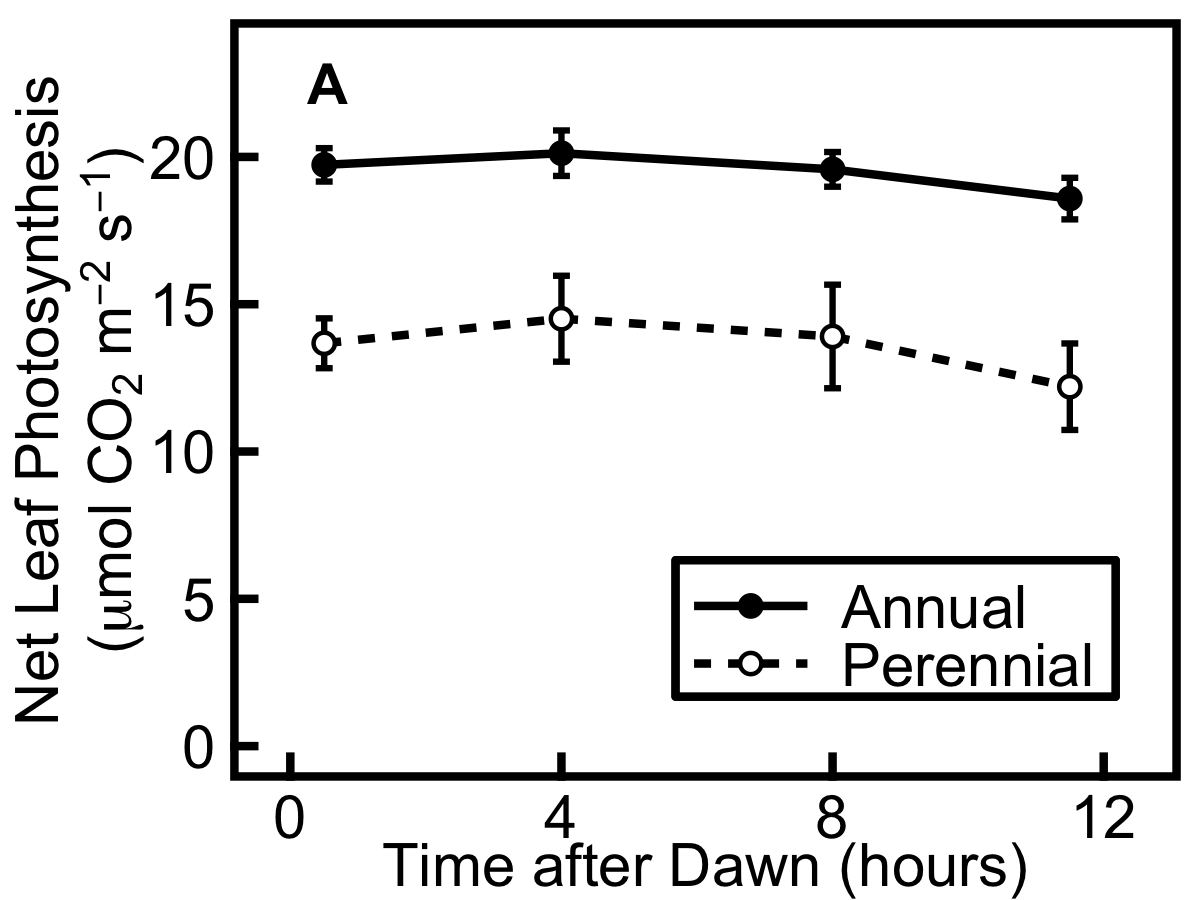 A
Net Leaf Photosynthesis
(μmol CO₂ m⁻² s⁻¹)
20
15
10
5
0
Annual
Perennial
0 4 8 12
Time after Dawn (hours)